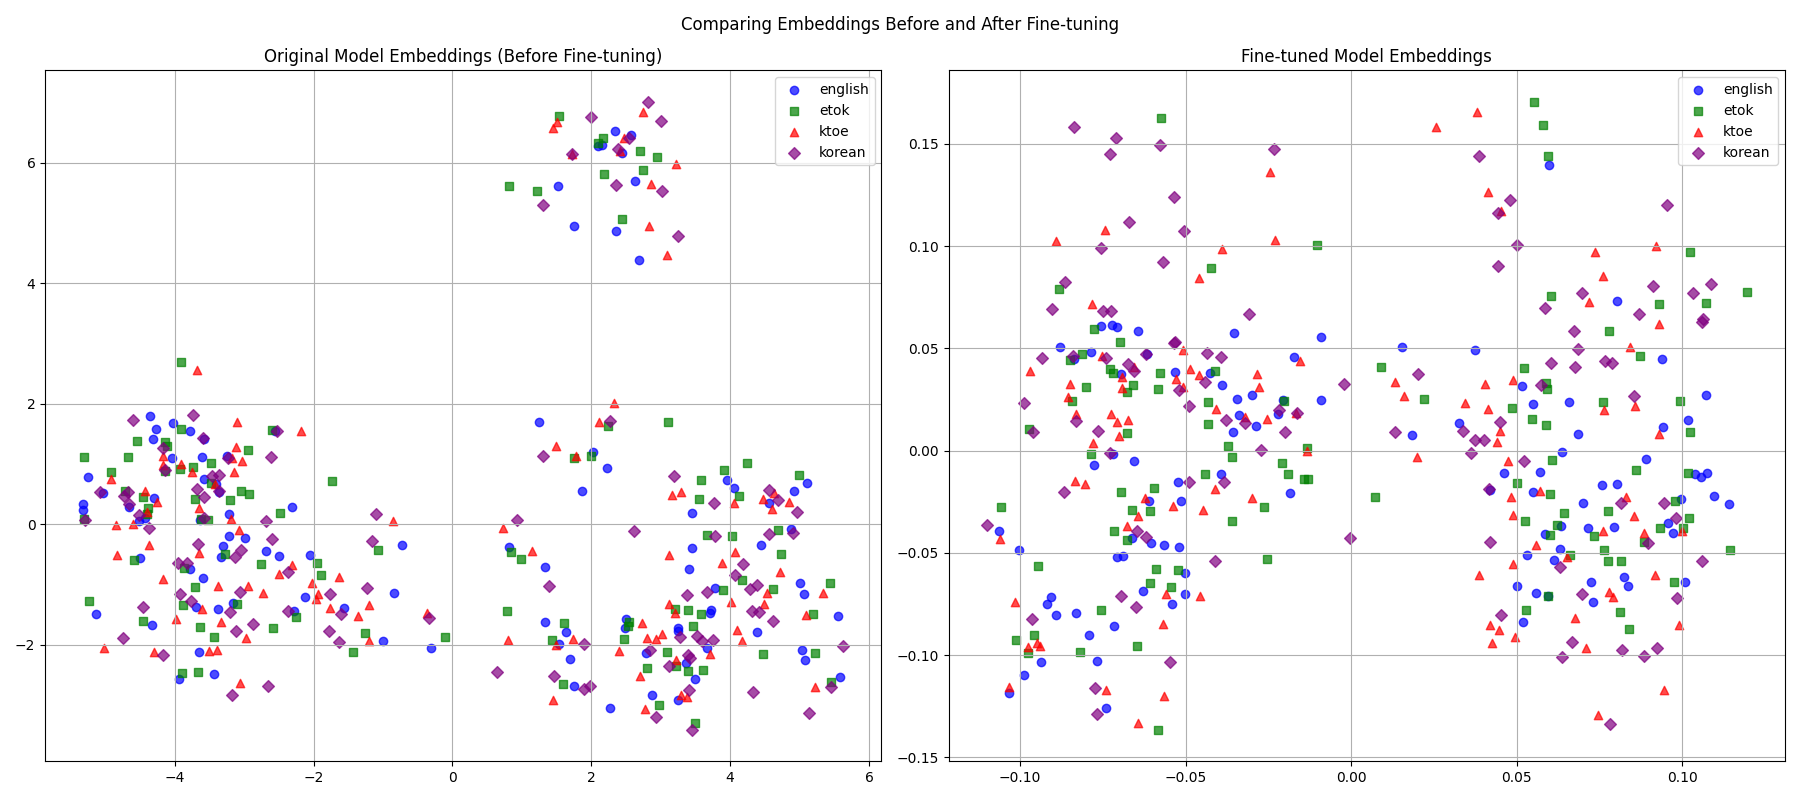 Comparing Embeddings Before and After Fine-tuning
Original Model Embeddings (Before Fine-tuning)
english
etok
ktoe
korean
6
4
2
0
−2
−4
−2
0
2
4
6
Fine-tuned Model Embeddings
english
etok
ktoe
korean
0.15
0.10
0.05
0.00
−0.05
−0.10
−0.15
−0.10
−0.05
0.00
0.05
0.10